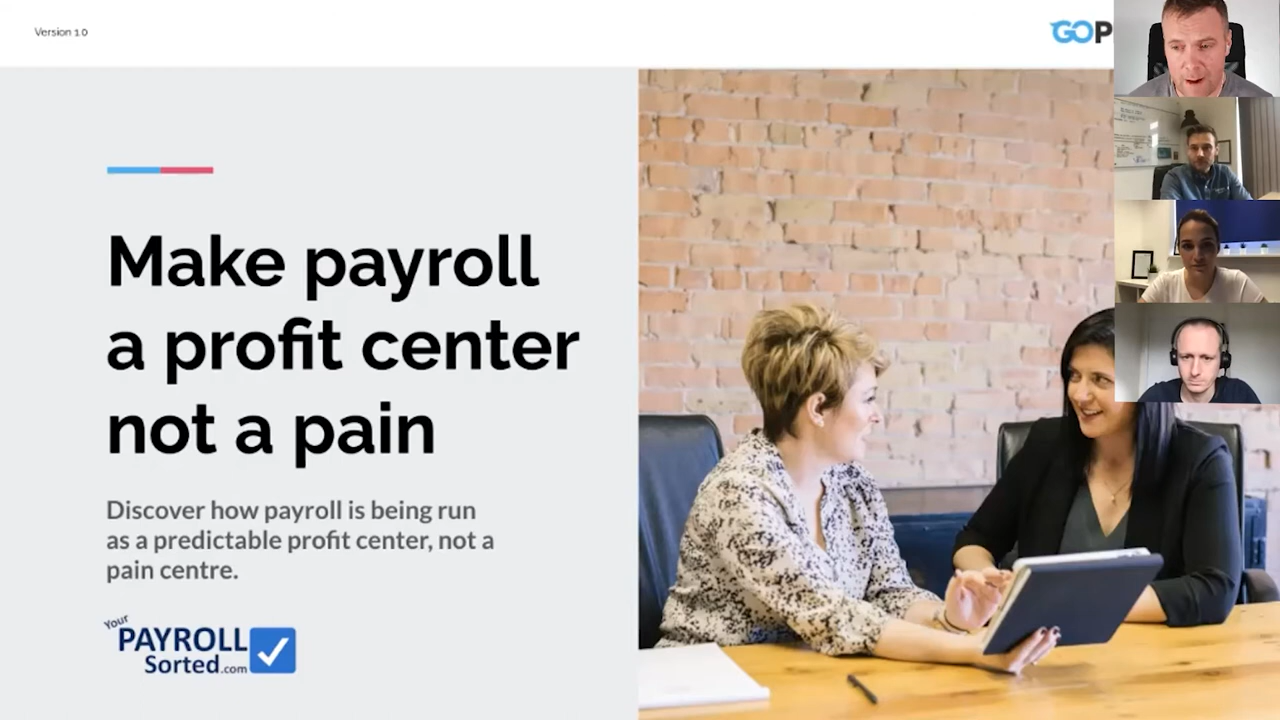 Version 1.0
GOP
Make payroll
a profit center
not a pain
Discover how payroll is being run
as a predictable profit center, not a
pain centre.
Your
PAYROLL
Sorted.com